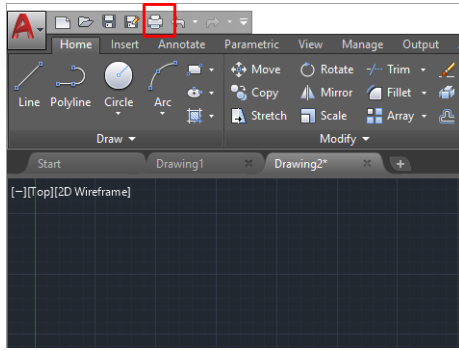 A
Home Insert Annotate Parametric View Manage Output
Line Polyline Circle Arc
Move Rotate Trim
Copy Mirror Fillet
Stretch Scale Array
Draw Modify
Start Drawing1 Drawing2* +
[−][Top][2D Wireframe]